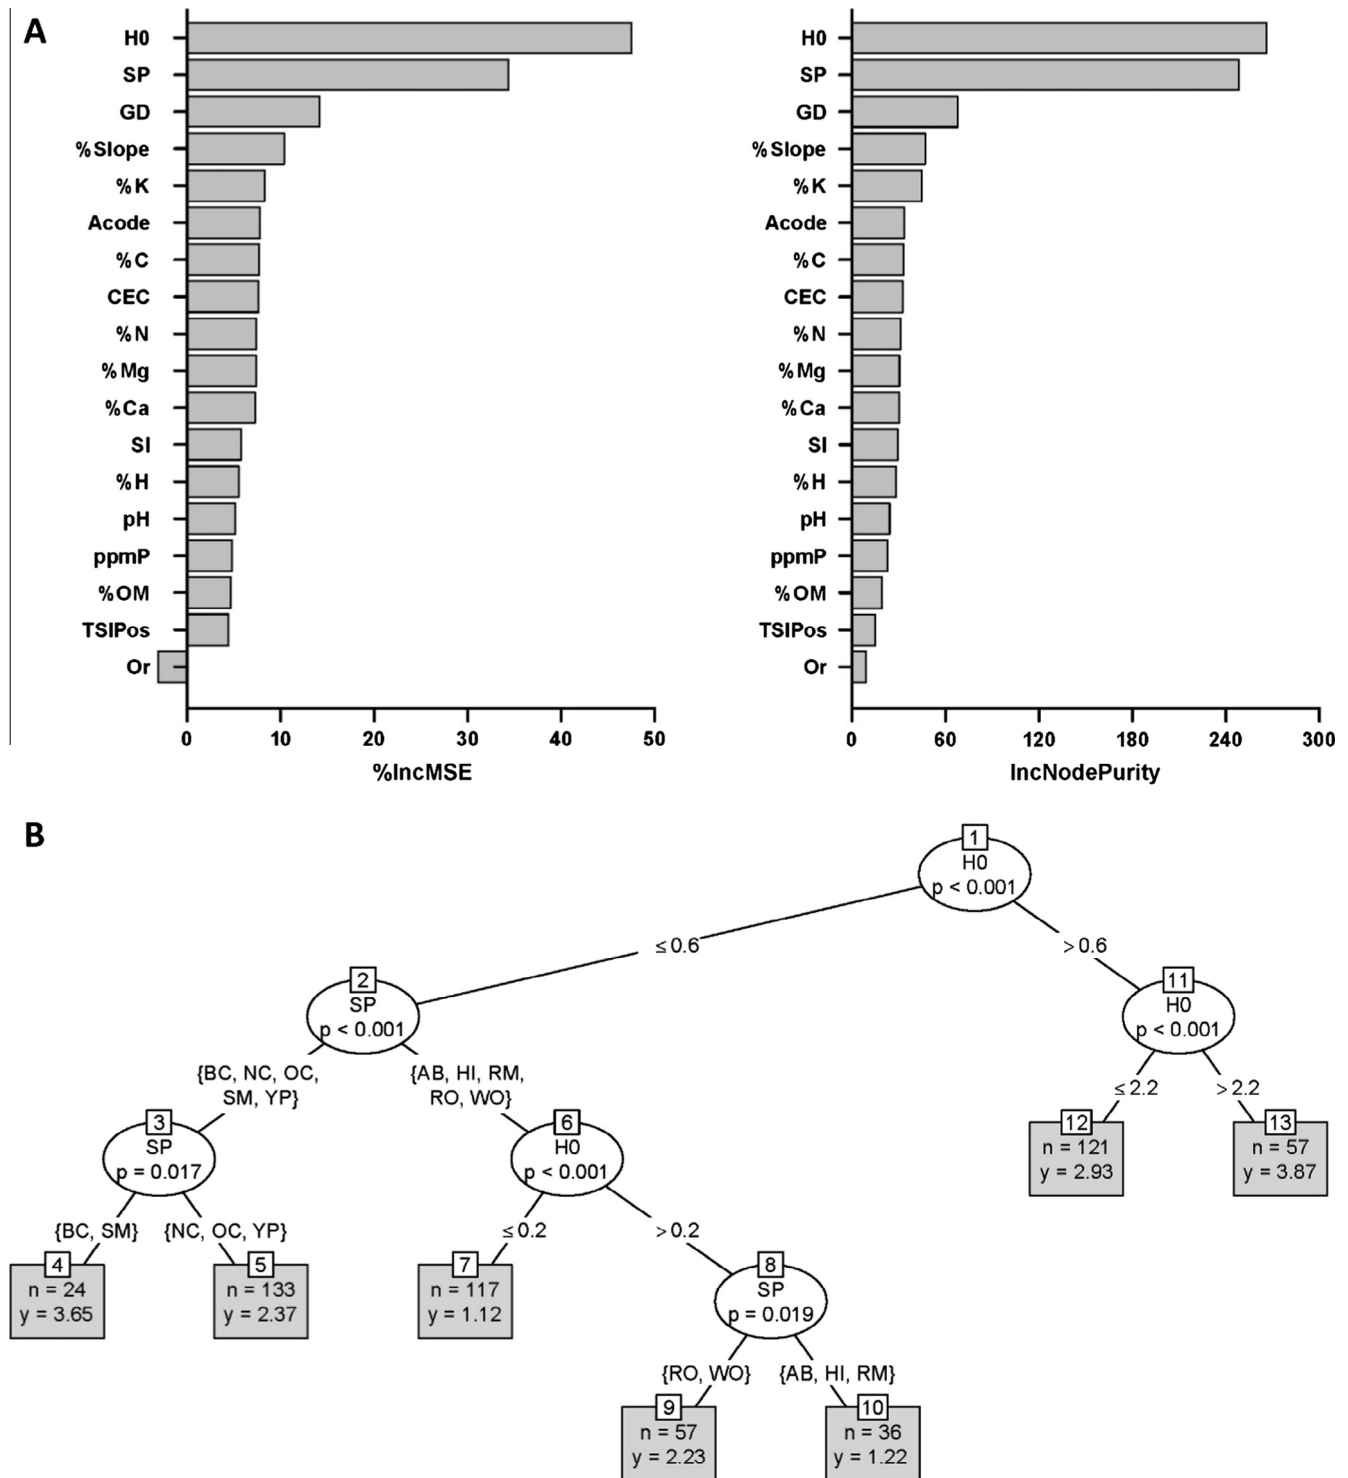 A
H0
SP
GD
%Slope
%K
Acode
%C
CEC
%N
%Mg
%Ca
SI
%H
pH
ppmP
%OM
TSIPos
Or
0 10 20 30 40 50
%IncMSE
H0
SP
GD
%Slope
%K
Acode
%C
CEC
%N
%Mg
%Ca
SI
%H
pH
ppmP
%OM
TSIPos
Or
0 60 120 180 240 300
IncNodePurity
B
1
H0
p < 0.001
≤ 0.6
> 0.6
2
SP
p < 0.001
11
H0
p < 0.001
{BC, NC, OC,
SM, YP}
{AB, HI, RM,
RO, WO}
≤ 2.2
> 2.2
3
SP
p = 0.017
6
H0
p < 0.001
12
n = 121
y = 2.93
13
n = 57
y = 3.87
{BC, SM}
{NC, OC, YP}
≤ 0.2
> 0.2
4
n = 24
y = 3.65
5
n = 133
y = 2.37
7
n = 117
y = 1.12
8
SP
p = 0.019
{RO, WO}
{AB, HI, RM}
9
n = 57
y = 2.23
10
n = 36
y = 1.22